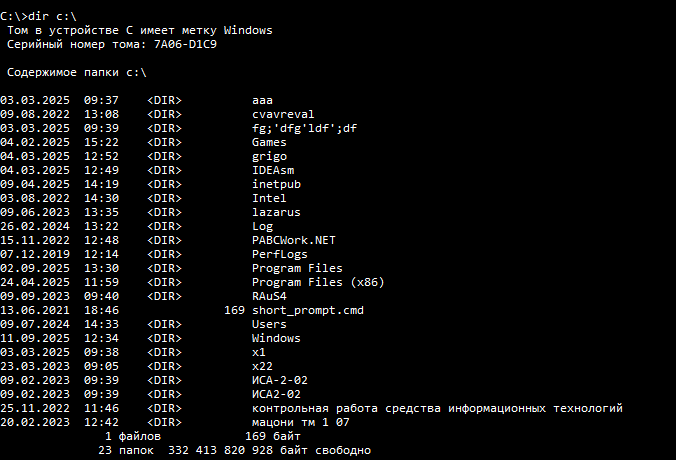 C:\>dir c:\
Том в устройстве C имеет метку Windows
Серийный номер тома: 7A06-D1C9
Содержимое папки c:\
03.03.2025 09:37 <DIR> aaa
09.08.2022 13:08 <DIR> cvavreval
03.03.2025 09:39 <DIR> fg;'dfg'ldf';df
04.02.2025 15:22 <DIR> Games
04.03.2025 12:52 <DIR> grigo
04.03.2025 12:49 <DIR> IDEAsm
09.04.2025 14:19 <DIR> inetpub
03.08.2022 14:30 <DIR> Intel
09.06.2023 13:35 <DIR> lazarus
26.02.2024 13:22 <DIR> Log
15.11.2022 12:48 <DIR> PABCWork.NET
07.12.2019 12:14 <DIR> PerfLogs
02.09.2025 13:30 <DIR> Program Files
24.04.2025 11:59 <DIR> Program Files (x86)
09.09.2023 09:40 <DIR> RAuS4
13.06.2021 18:46 169 short_prompt.cmd
09.07.2024 14:33 <DIR> Users
11.09.2025 12:34 <DIR> Windows
03.03.2025 09:38 <DIR> x1
23.03.2023 09:05 <DIR> x22
09.02.2023 09:39 <DIR> ИСА-2-02
09.02.2023 09:39 <DIR> ИСА2-02
25.11.2022 11:46 <DIR> контрольная работа средства информационных технологий
20.02.2023 12:42 <DIR> мацони тм 1 07
1 файлов 169 байт
23 папок 332 413 820 928 байт свободно